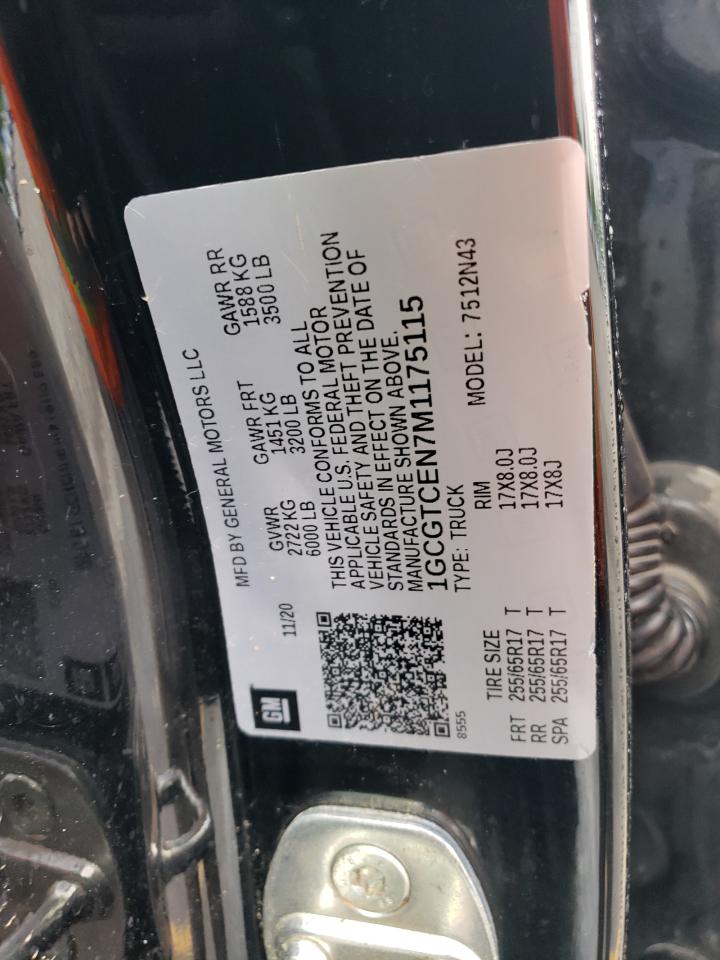 GM
MFD BY GENERAL MOTORS LLC
11/20
GVWR GAWR FRT GAWR RR
2722 KG 1451 KG 1588 KG
6000 LB 3200 LB 3500 LB
THIS VEHICLE CONFORMS TO ALL
APPLICABLE U.S. FEDERAL MOTOR
VEHICLE SAFETY AND THEFT PREVENTION
STANDARDS IN EFFECT ON THE DATE OF
MANUFACTURE SHOWN ABOVE.
1GCGTCEN7M1175115
8555
TYPE: TRUCK MODEL: 7512N43
TIRE SIZE RIM
FRT 255/65R17 T 17X8.0J
RR 255/65R17 T 17X8.0J
SPA 255/65R17 T 17X8J